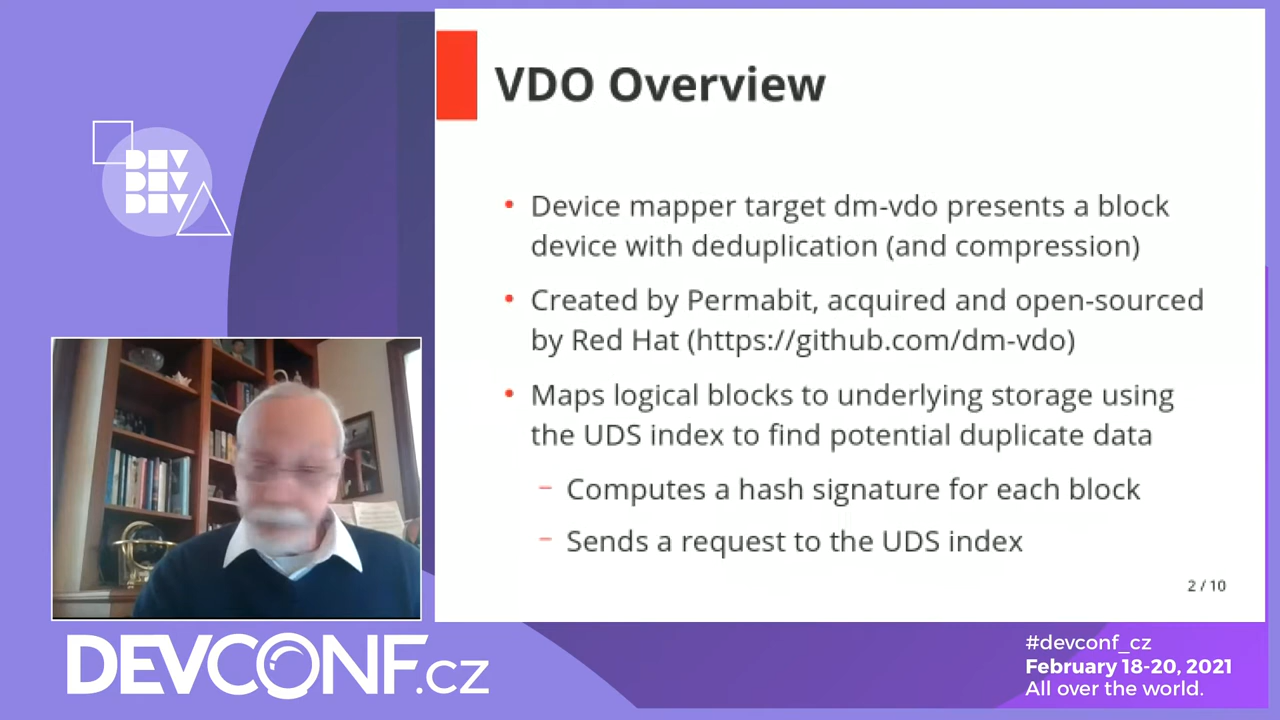 DEV
DEV
DEV
VDO Overview
• Device mapper target dm-vdo presents a block
device with deduplication (and compression)
• Created by Permabit, acquired and open-sourced
by Red Hat (https://github.com/dm-vdo)
• Maps logical blocks to underlying storage using
the UDS index to find potential duplicate data
– Computes a hash signature for each block
– Sends a request to the UDS index
2 / 10
DEVCONF.cz
#devconf_cz
February 18-20, 2021
All over the world.